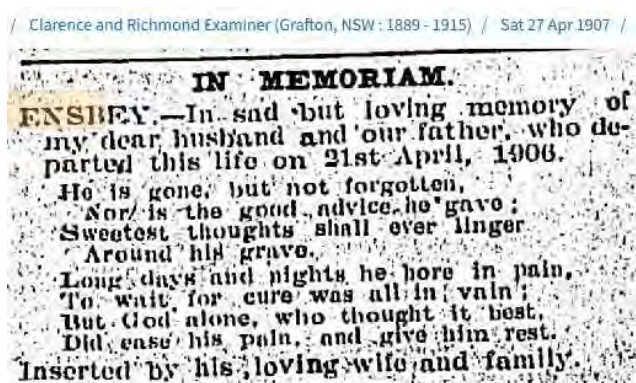 / Clarence and Richmond Examiner (Grafton, NSW : 1889 - 1915) / Sat 27 Apr 1907 /
IN MEMORIAM.
ENSBEY.—In sad but loving memory of
my dear husband and our father, who de-
parted this life on 21st April, 1906.
He is gone, but not forgotten,
Nor is the good advice he gave;
Sweetest thoughts shall ever linger
Around his grave.
Long days and nights he bore in pain,
To wait for cure was all in vain;
But God alone, who thought it best,
Did ease his pain, and give him rest.
Inserted by his loving wife and family.